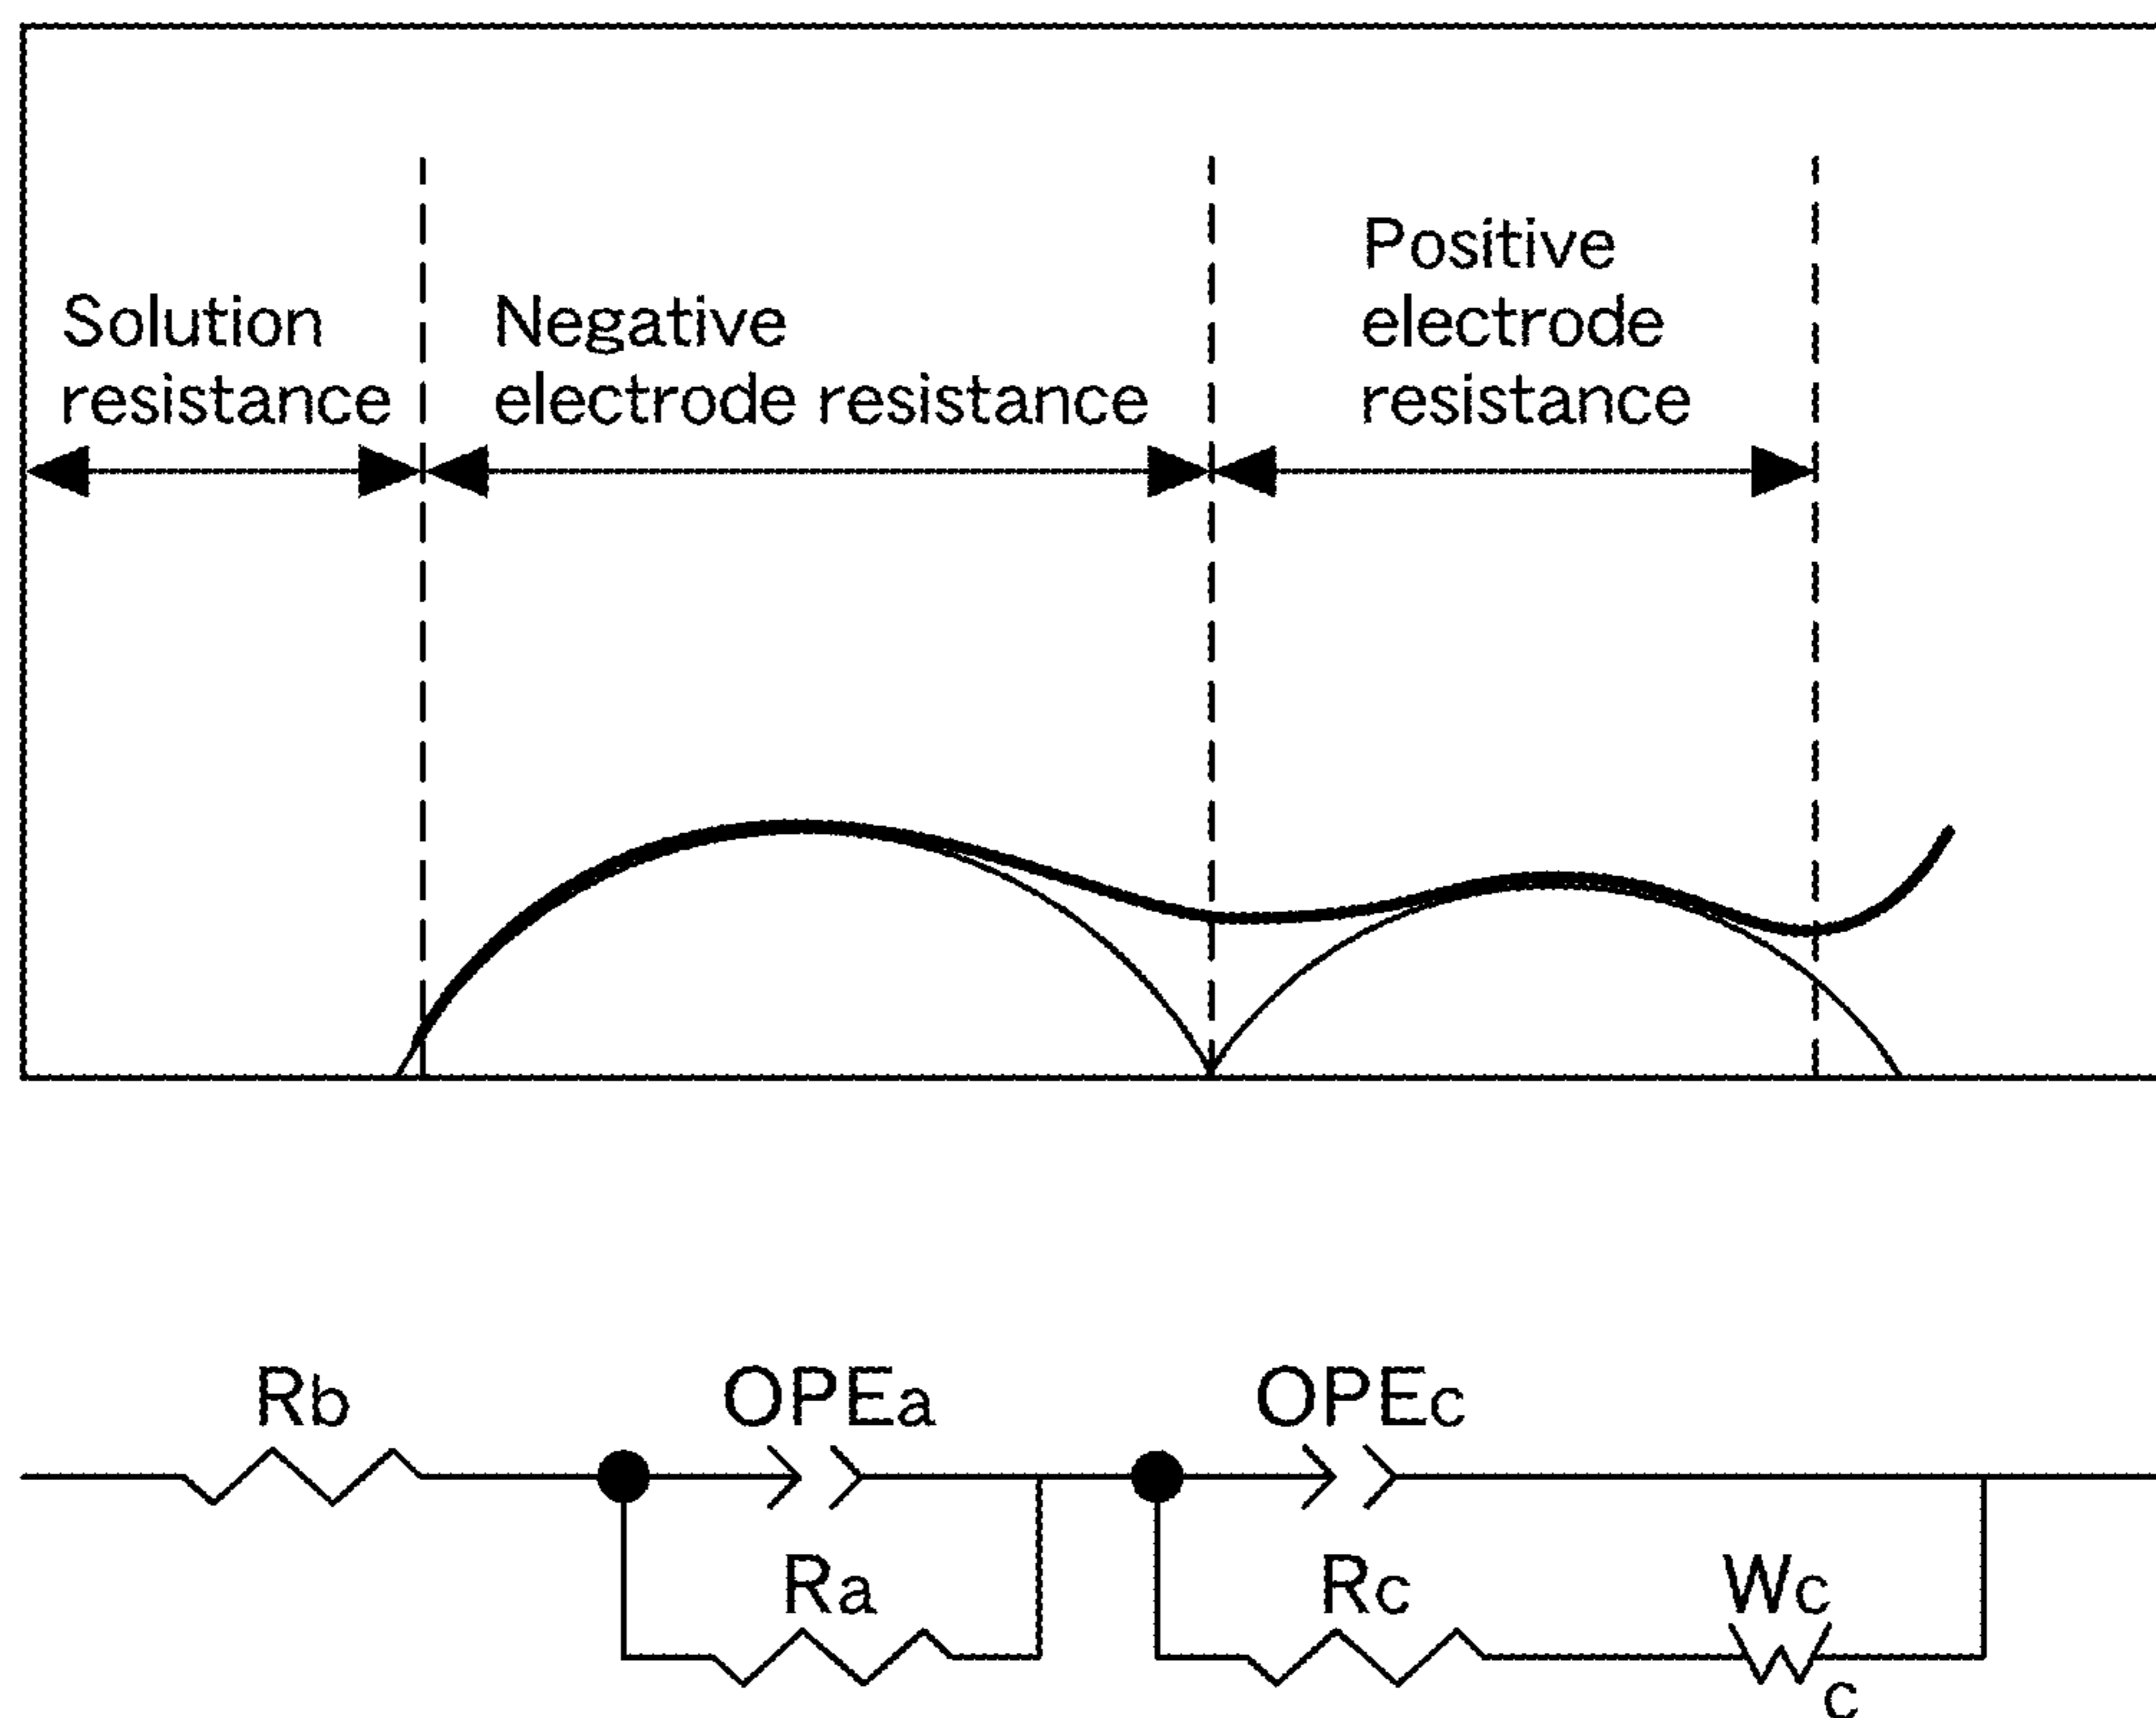 Solution
resistance
Negative
electrode resistance
Positive
electrode
resistance
Rb
OPEa
OPEc
Ra
Rc
Wc
c